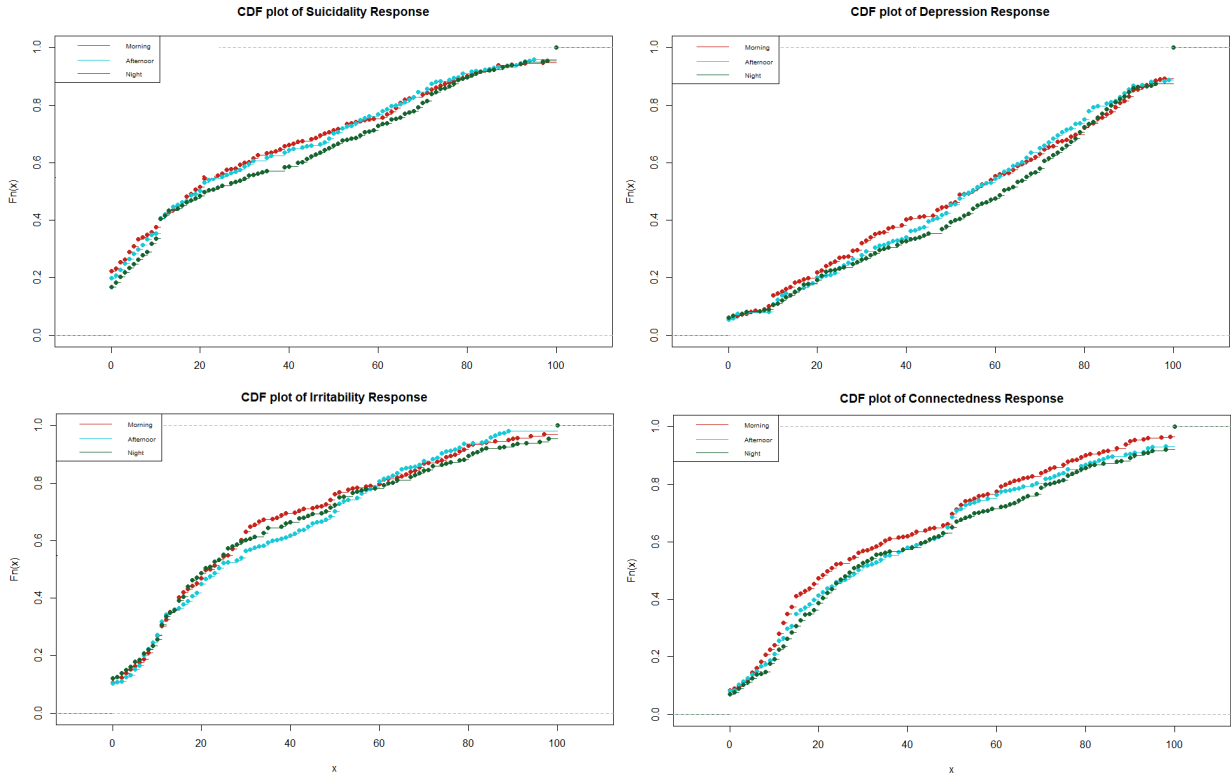 CDF plot of Suicidality Response
Morning
Afternoor
Night
Fn(x)
0.0 0.2 0.4 0.6 0.8 1.0
0 20 40 60 80 100
CDF plot of Depression Response
Morning
Afternoor
Night
Fn(x)
0.0 0.2 0.4 0.6 0.8 1.0
0 20 40 60 80 100
CDF plot of Irritability Response
Morning
Afternoor
Night
Fn(x)
0.0 0.2 0.4 0.6 0.8 1.0
0 20 40 60 80 100
x
CDF plot of Connectedness Response
Morning
Afternoor
Night
Fn(x)
0.0 0.2 0.4 0.6 0.8 1.0
0 20 40 60 80 100
x